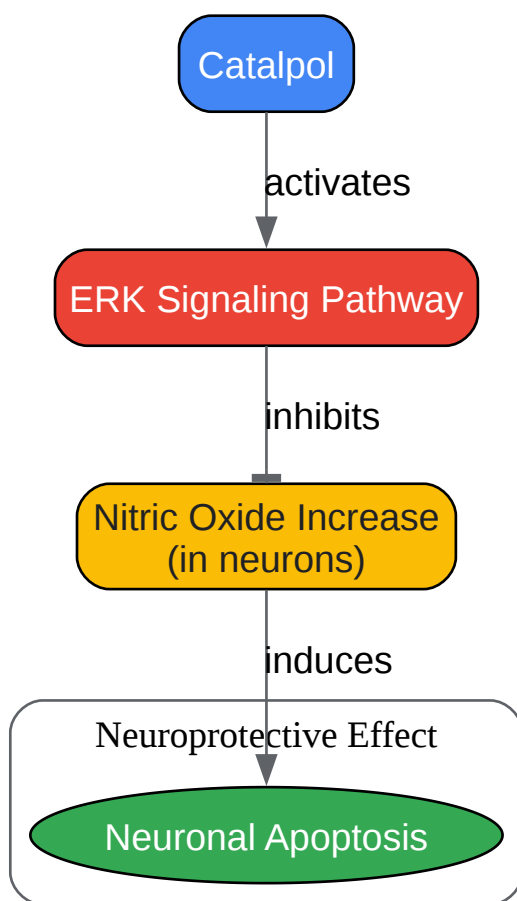 Catalpol
activates
ERK Signaling Pathway
inhibits
Nitric Oxide Increase
(in neurons)
induces
Neuroprotective Effect
Neuronal Apoptosis